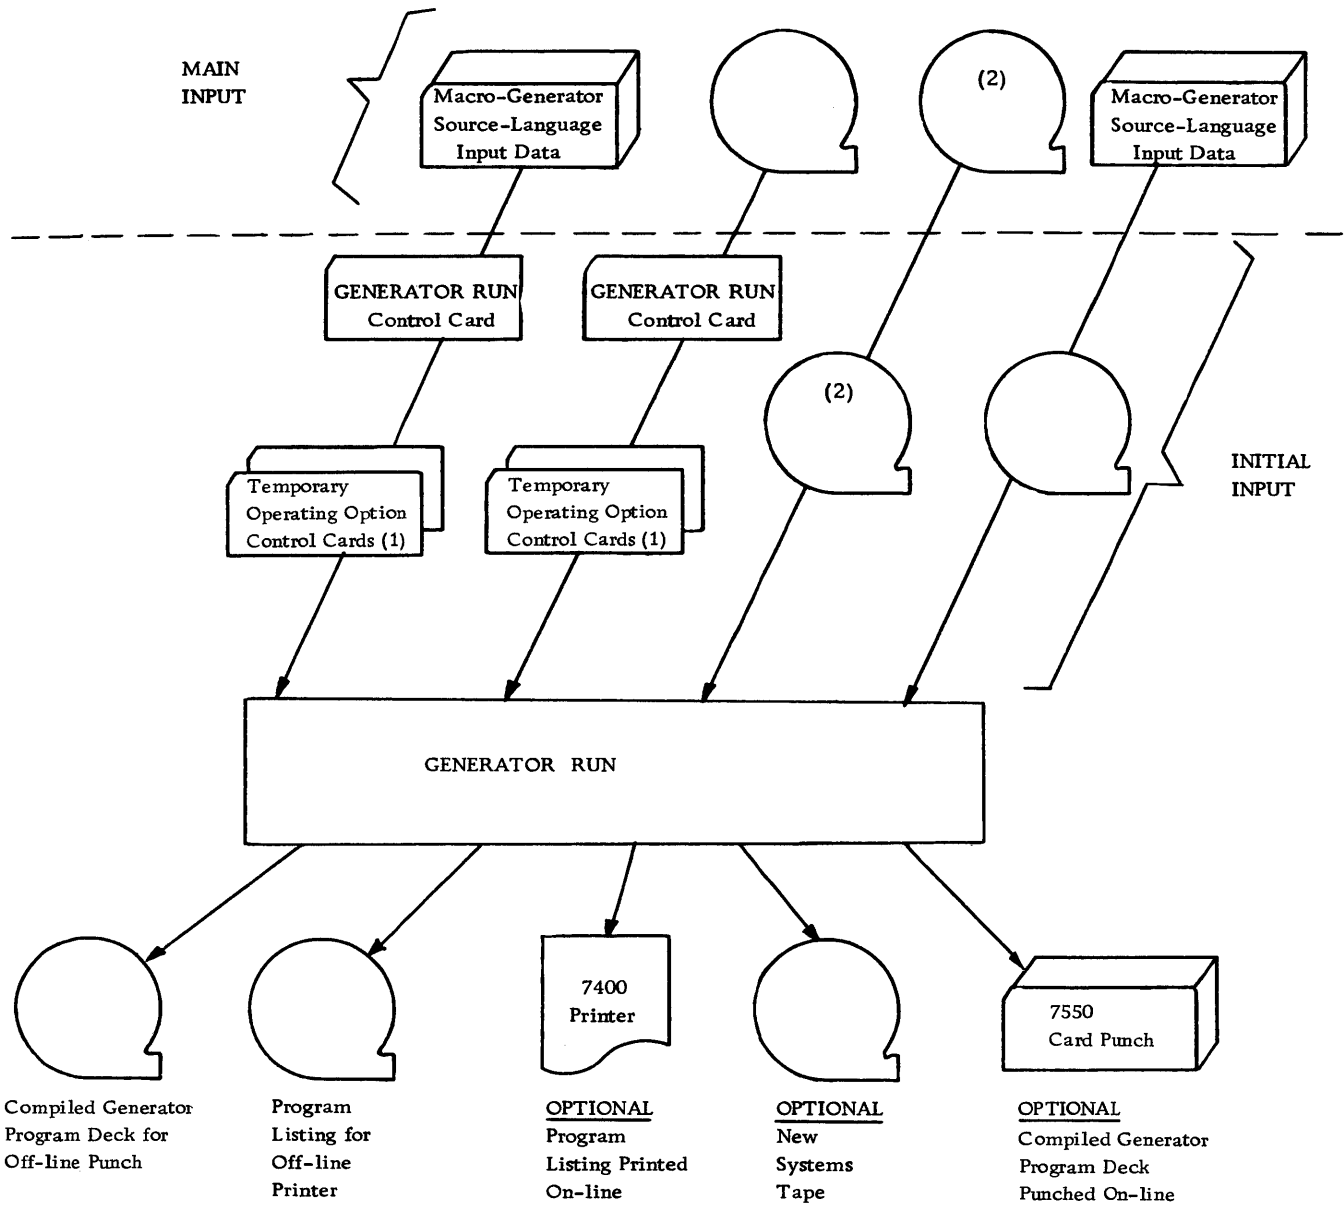 MAIN
INPUT
Macro-Generator
Source-Language
Input Data
(2)
Macro-Generator
Source-Language
Input Data
GENERATOR RUN
Control Card
GENERATOR RUN
Control Card
(2)
INITIAL
INPUT
Temporary
Operating Option
Control Cards (1)
Temporary
Operating Option
Control Cards (1)
GENERATOR RUN
7400
Printer
7550
Card Punch
Compiled Generator
Program Deck for
Off-line Punch
Program
Listing for
Off-line
Printer
OPTIONAL
Program
Listing Printed
On-line
OPTIONAL
New
Systems
Tape
OPTIONAL
Compiled Generator
Program Deck
Punched On-line